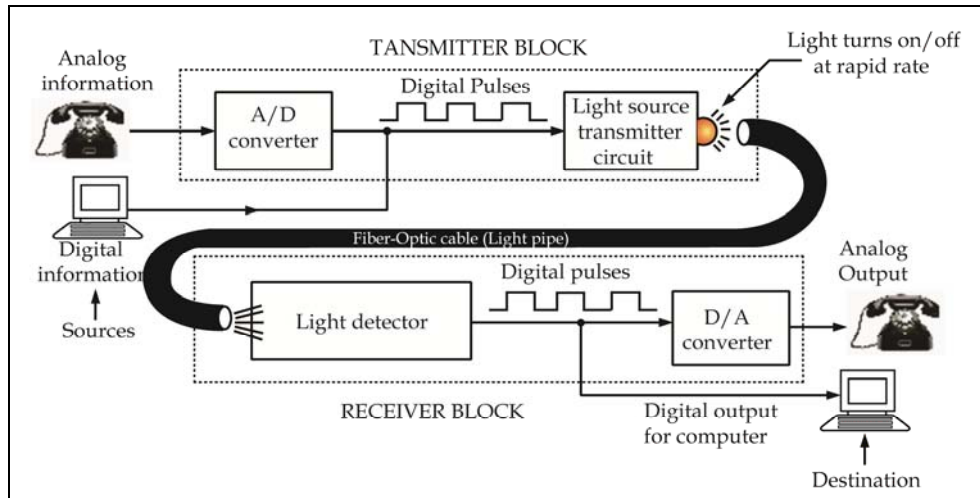 TANSMITTER BLOCK
Analog
information
Light turns on/off
at rapid rate
Digital Pulses
A/D
converter
Light source
transmitter
circuit
Fiber-Optic cable (Light pipe)
Digital
information
Sources
Analog
Output
Digital pulses
Light detector
D/A
converter
RECEIVER BLOCK
Digital output
for computer
Destination